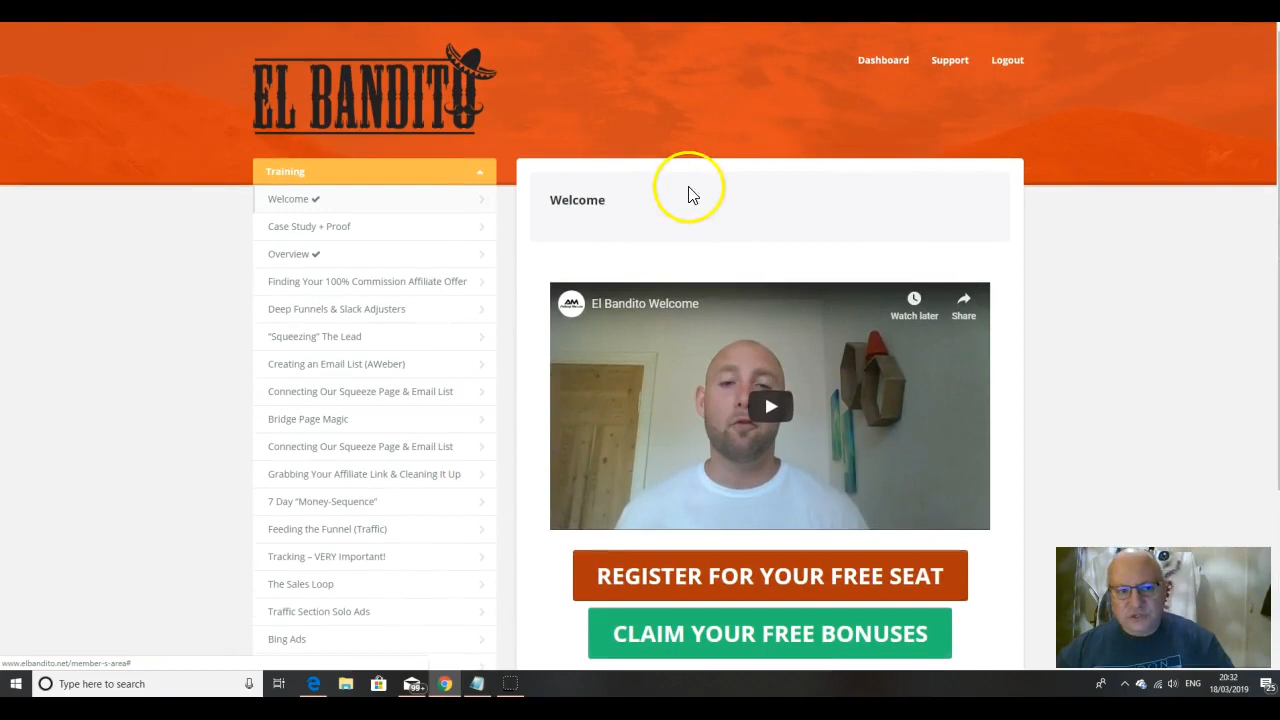 EL BANDITO
Dashboard
Support
Logout
Training
Welcome ✔
Case Study + Proof
Overview ✔
Finding Your 100% Commission Affiliate Offer
Deep Funnels & Slack Adjusters
“Squeezing” The Lead
Creating an Email List (AWeber)
Connecting Our Squeeze Page & Email List
Bridge Page Magic
Connecting Our Squeeze Page & Email List
Grabbing Your Affiliate Link & Cleaning It Up
7 Day “Money-Sequence”
Feeding the Funnel (Traffic)
Tracking – VERY Important!
The Sales Loop
Traffic Section Solo Ads
Bing Ads
Welcome
AM
El Bandito Welcome
Watch later
Share
REGISTER FOR YOUR FREE SEAT
CLAIM YOUR FREE BONUSES
www.elbandito.net/member-s-area#
Type here to search
99+
ENG
20:32
18/03/2019
25